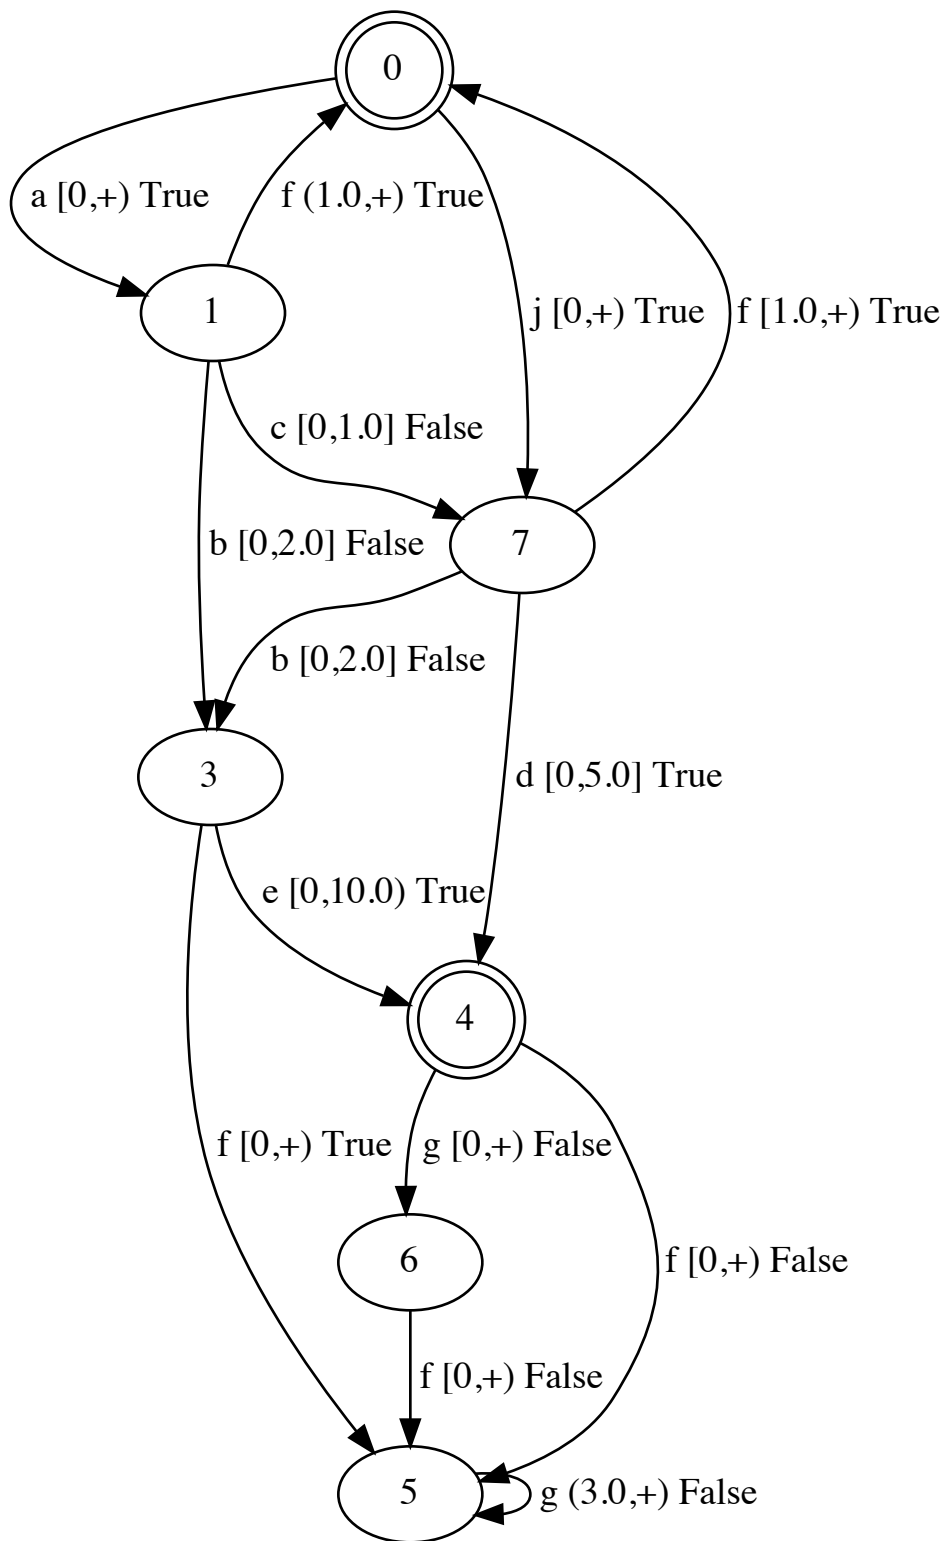 0
a [0,+) True
f (1.0,+) True
1
j [0,+) True
f [1.0,+) True
c [0,1.0] False
b [0,2.0] False
7
b [0,2.0] False
3
d [0,5.0] True
e [0,10.0) True
4
f [0,+) True
g [0,+) False
6
f [0,+) False
f [0,+) False
5
g (3.0,+) False